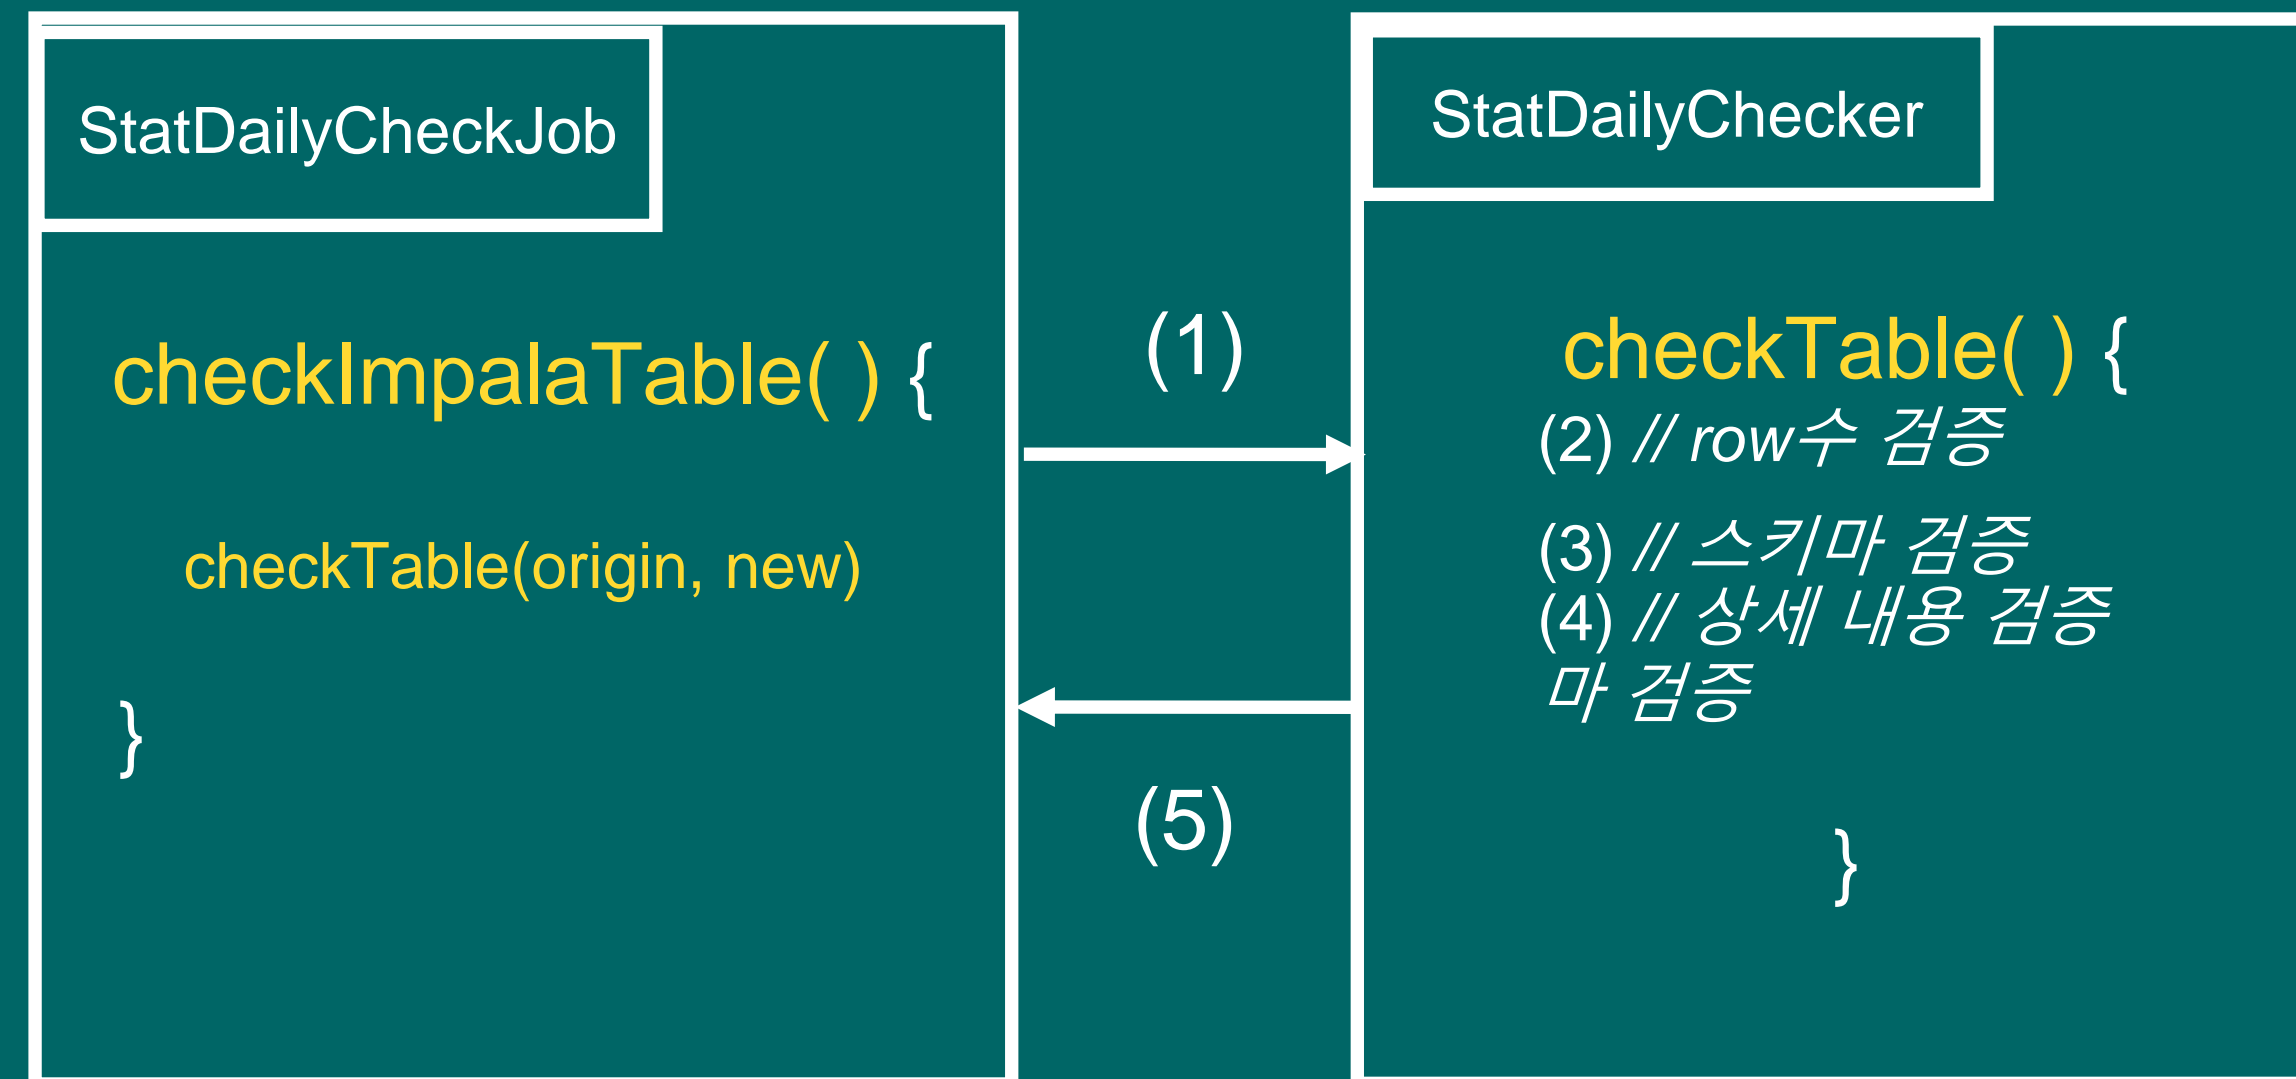 StatDailyCheckJob
checkImpalaTable( ) {
checkTable(origin, new)
}
(1)
(5)
StatDailyChecker
checkTable( ) {
(2) // row수 검증
(3) // 스키마 검증
(4) // 상세 내용 검증
마 검증
}